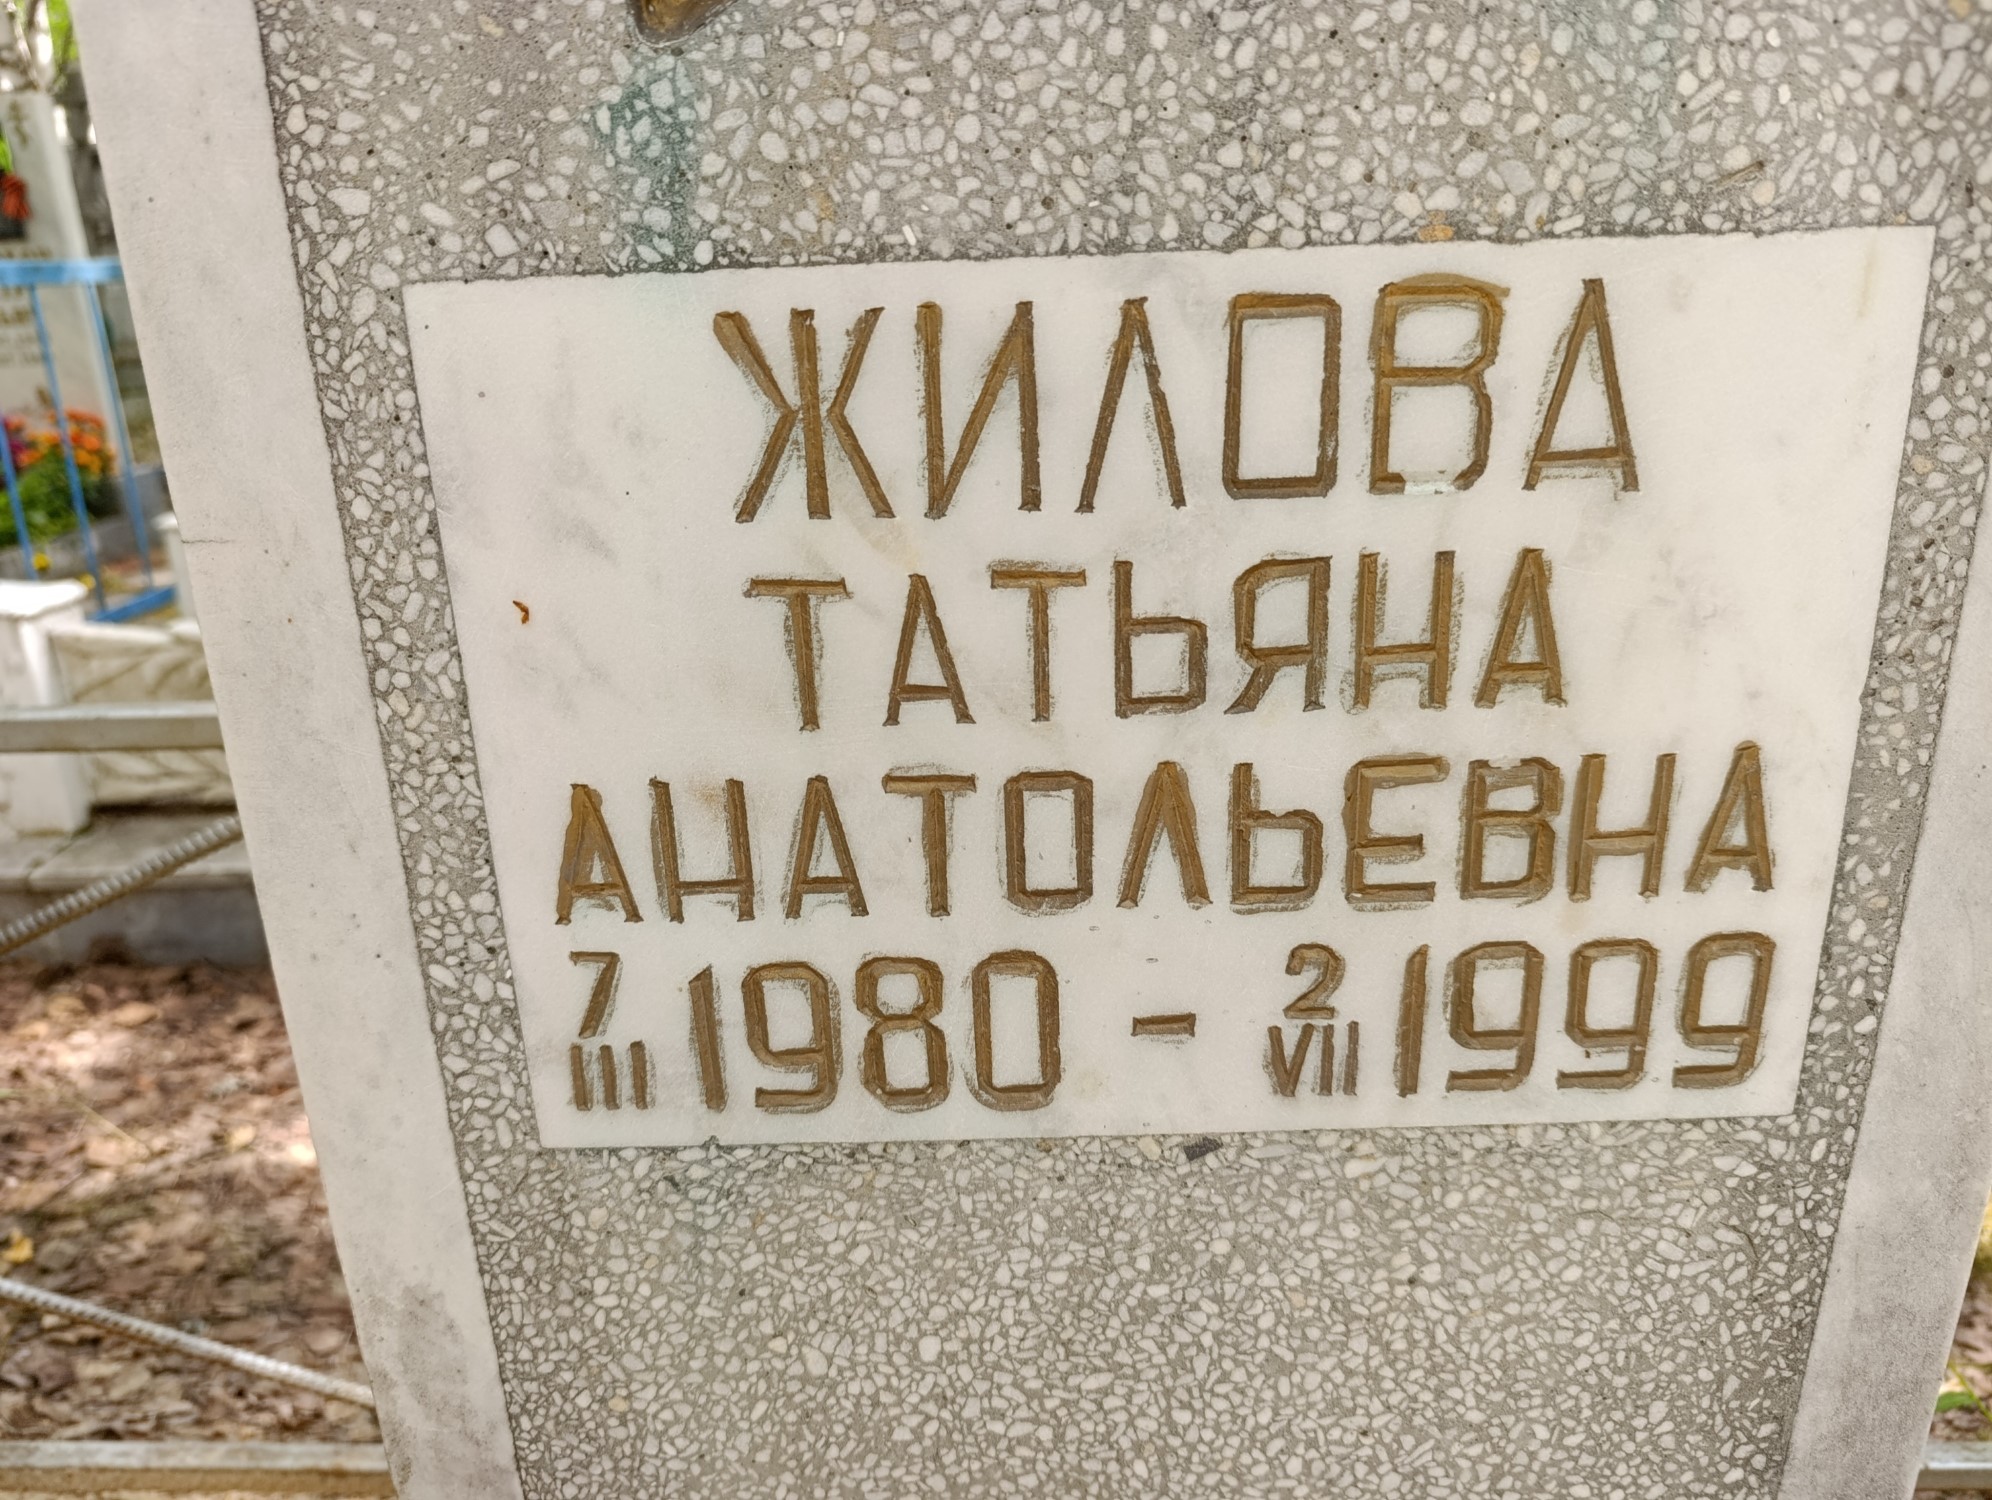 ЖИЛОВА
ТАТЬЯНА
АНАТОЛЬЕВНА
7/III 1980 - 2/VII 1999